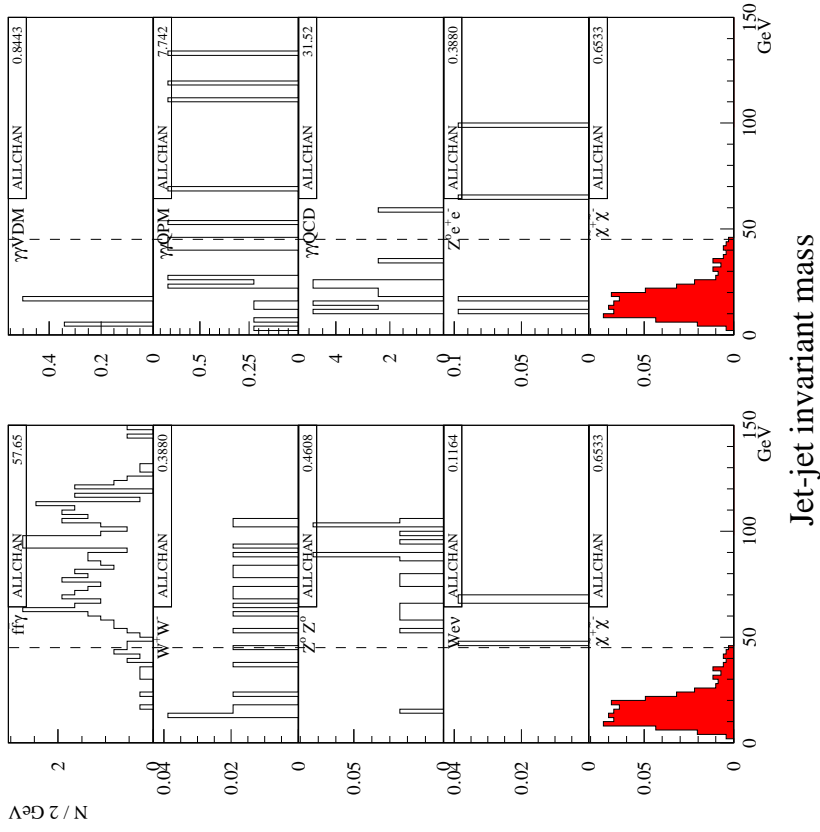 N / 2 GeV
ffγ
ALLCHAN 57.65
2
0
W⁺W⁻
ALLCHAN 0.3880
0.04
0.02
0
Z⁰Z⁰
ALLCHAN 0.4608
0.05
0
Weν
ALLCHAN 0.1164
0.04
0.02
0
χ⁺χ⁻
ALLCHAN 0.6533
0.05
0
0 50 100 150
GeV
γγVDM
ALLCHAN 0.8443
0.4
0.2
0
γγQPM
ALLCHAN 7.742
0.5
0.25
0
γγQCD
ALLCHAN 31.52
4
2
0
Z⁰e⁺e⁻
ALLCHAN 0.3880
0.1
0.05
0
χ⁺χ⁻
ALLCHAN 0.6533
0.05
0
0 50 100 150
GeV
Jet-jet invariant mass